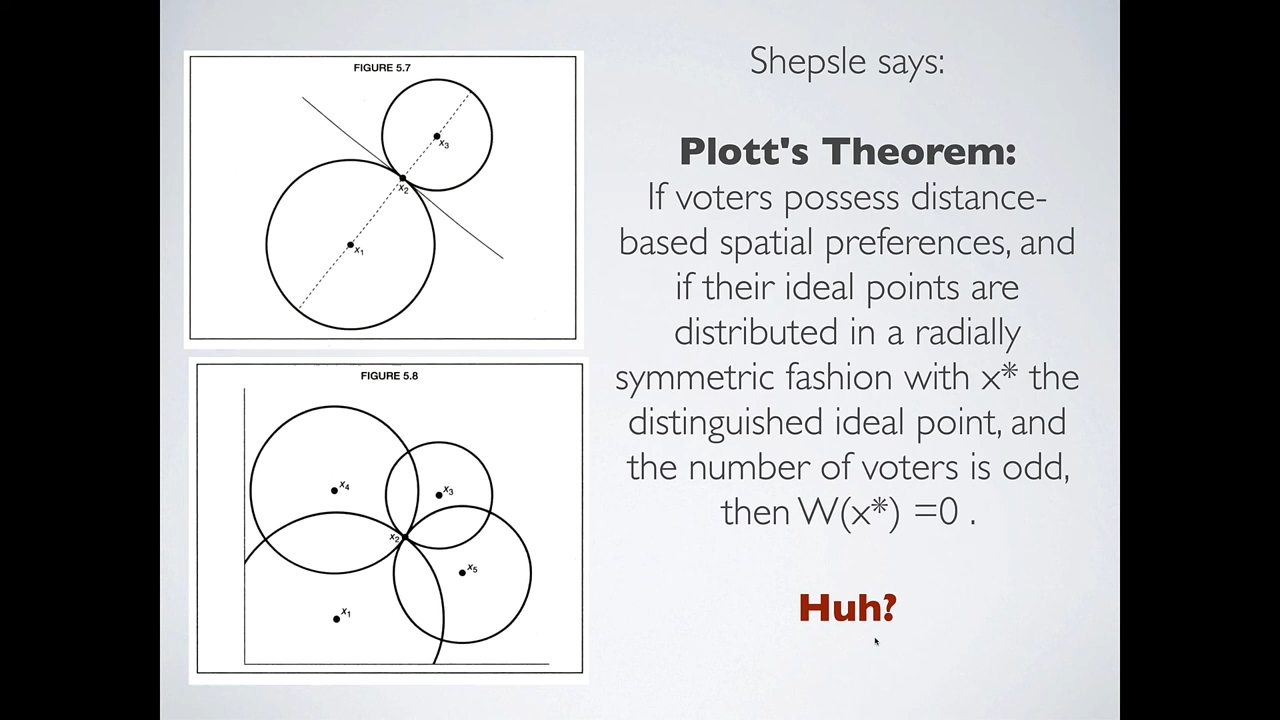 FIGURE 5.7
x3
x2
x1
FIGURE 5.8
x4
x3
x2
x5
x1
Shepsle says:
Plott's Theorem:
If voters possess distance-
based spatial preferences, and
if their ideal points are
distributed in a radially
symmetric fashion with x* the
distinguished ideal point, and
the number of voters is odd,
then W(x*) =0 .
Huh?